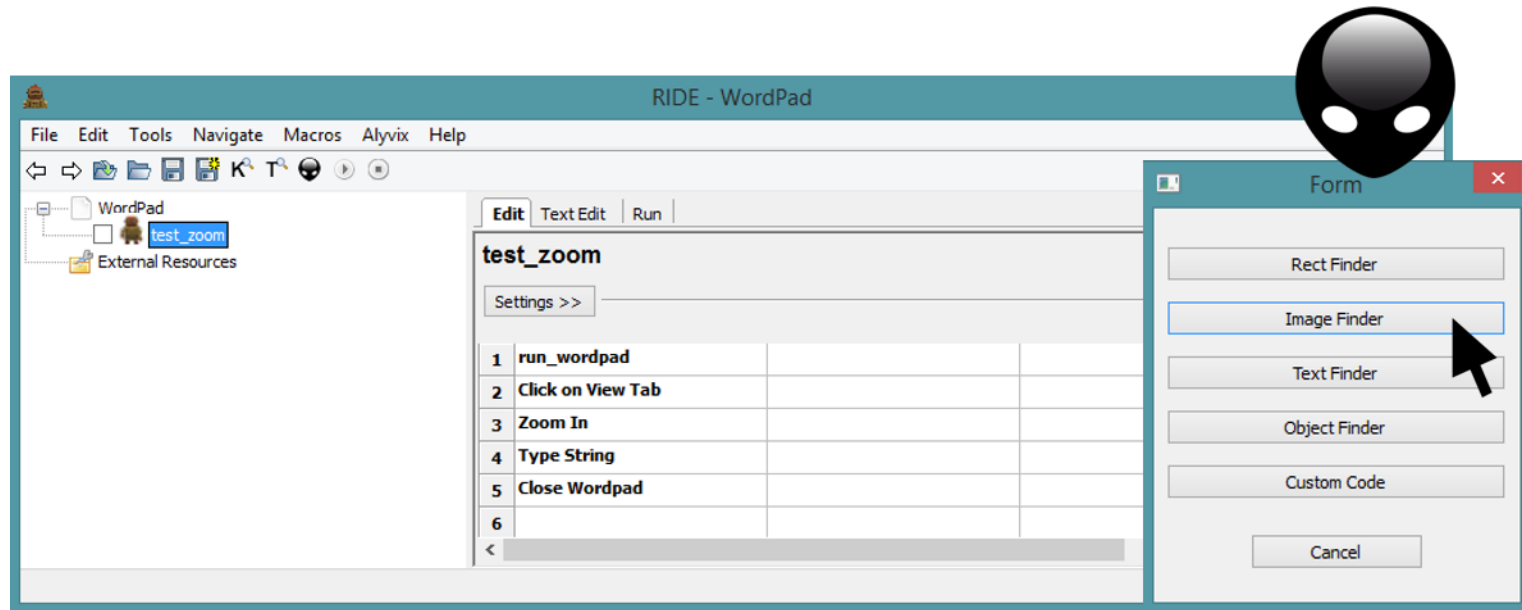 RIDE - WordPad
File Edit Tools Navigate Macros Alyvix Help
K T
WordPad
test_zoom
External Resources
Edit Text Edit Run
test_zoom
Settings >>
1 run_wordpad
2 Click on View Tab
3 Zoom In
4 Type String
5 Close Wordpad
6
Form
Rect Finder
Image Finder
Text Finder
Object Finder
Custom Code
Cancel